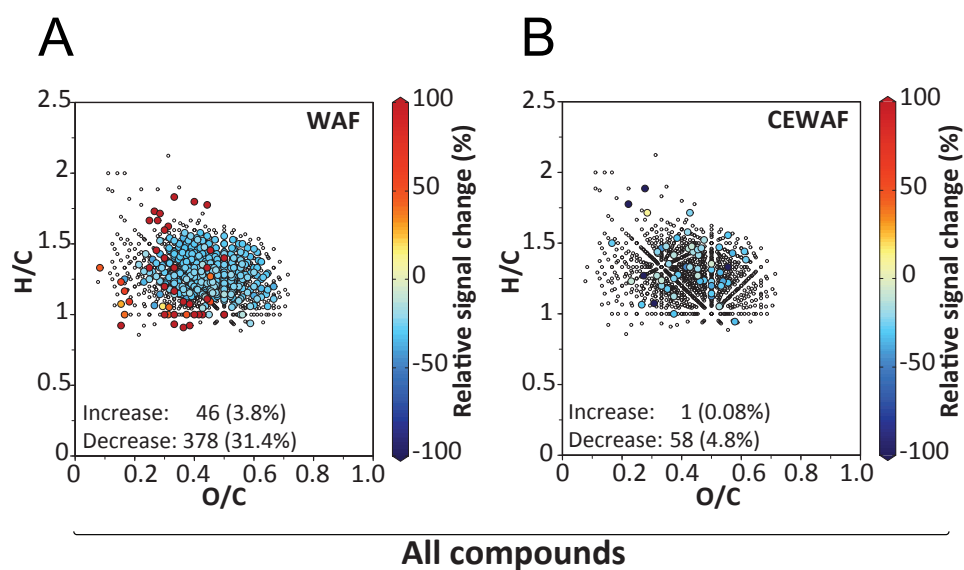 A
B
WAF
CEWAF
2.5
2
1.5
1
0.5
0
H/C
0 0.2 0.4 0.6 0.8 1.0
O/C
Increase: 46 (3.8%)
Decrease: 378 (31.4%)
100
50
0
-50
-100
Relative signal change (%)
2.5
2
1.5
1
0.5
0
H/C
0 0.2 0.4 0.6 0.8 1.0
O/C
Increase: 1 (0.08%)
Decrease: 58 (4.8%)
100
50
0
-50
-100
Relative signal change (%)
All compounds